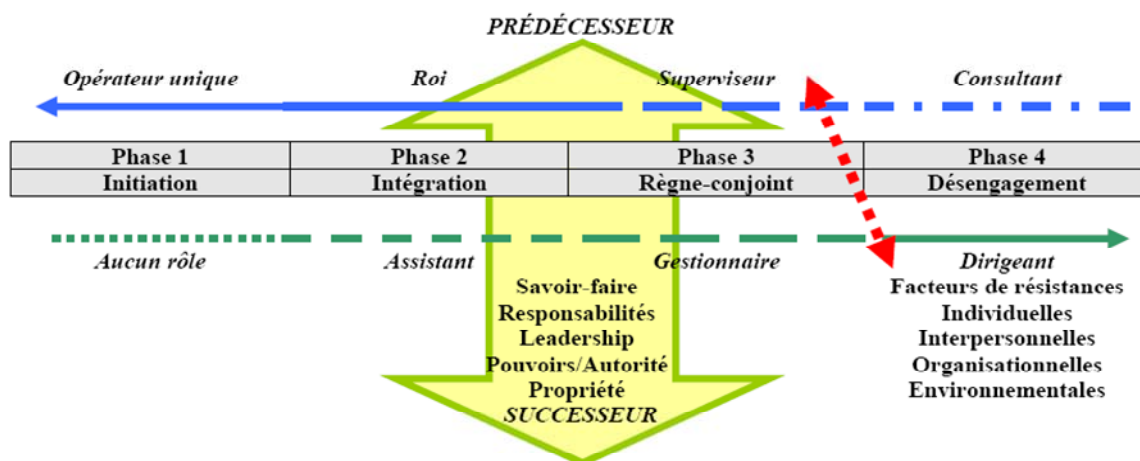 PRÉDÉCESSEUR
Opérateur unique Roi Superviseur Consultant
Phase 1 Phase 2 Phase 3 Phase 4
Initiation Intégration Règne-conjoint Désengagement
Aucun rôle Assistant Gestionnaire Dirigeant
Savoir-faire Facteurs de résistances
Responsabilités Individuelles
Leadership Interpersonnelles
Pouvoirs/Autorité Organisationnelles
Propriété Environnementales
SUCCESSEUR